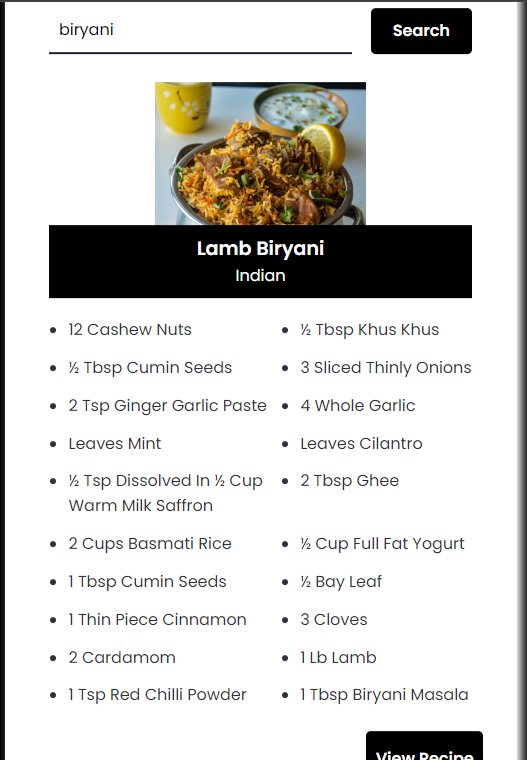 biryani
Search
Lamb Biryani
Indian
12 Cashew Nuts
½ Tbsp Khus Khus
½ Tbsp Cumin Seeds
3 Sliced Thinly Onions
2 Tsp Ginger Garlic Paste
4 Whole Garlic
Leaves Mint
Leaves Cilantro
½ Tsp Dissolved In ½ Cup
Warm Milk Saffron
2 Tbsp Ghee
2 Cups Basmati Rice
½ Cup Full Fat Yogurt
1 Tbsp Cumin Seeds
½ Bay Leaf
1 Thin Piece Cinnamon
3 Cloves
2 Cardamom
1 Lb Lamb
1 Tsp Red Chilli Powder
1 Tbsp Biryani Masala
View Recipe